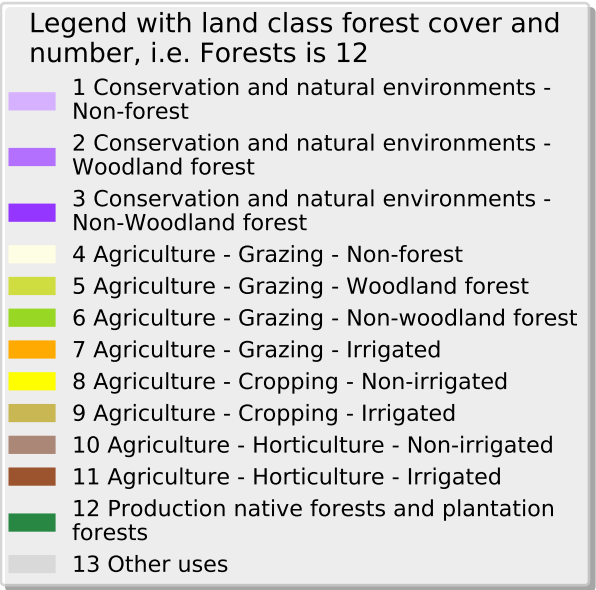 Legend with land class forest cover and
number, i.e. Forests is 12
1 Conservation and natural environments -
Non-forest
2 Conservation and natural environments -
Woodland forest
3 Conservation and natural environments -
Non-Woodland forest
4 Agriculture - Grazing - Non-forest
5 Agriculture - Grazing - Woodland forest
6 Agriculture - Grazing - Non-woodland forest
7 Agriculture - Grazing - Irrigated
8 Agriculture - Cropping - Non-irrigated
9 Agriculture - Cropping - Irrigated
10 Agriculture - Horticulture - Non-irrigated
11 Agriculture - Horticulture - Irrigated
12 Production native forests and plantation
forests
13 Other uses